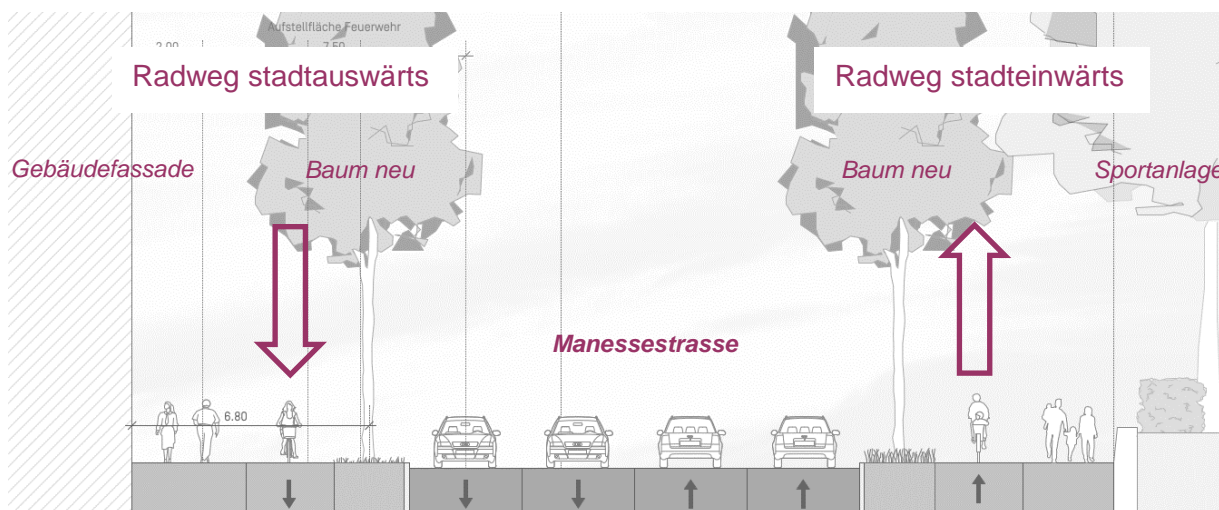 Aufstellfläche Feuerwehr
2.00
7.50
Radweg stadtauswärts
Radweg stadteinwärts
Gebäudefassade
Baum neu
Baum neu
Sportanlage
Manessestrasse
6.80